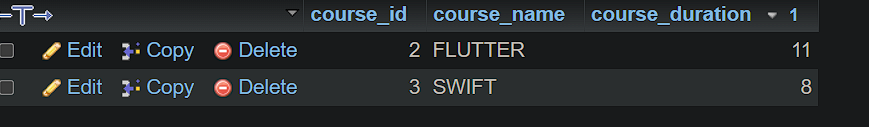 course_id course_name course_duration 1
Edit Copy Delete 2 FLUTTER 11
Edit Copy Delete 3 SWIFT 8